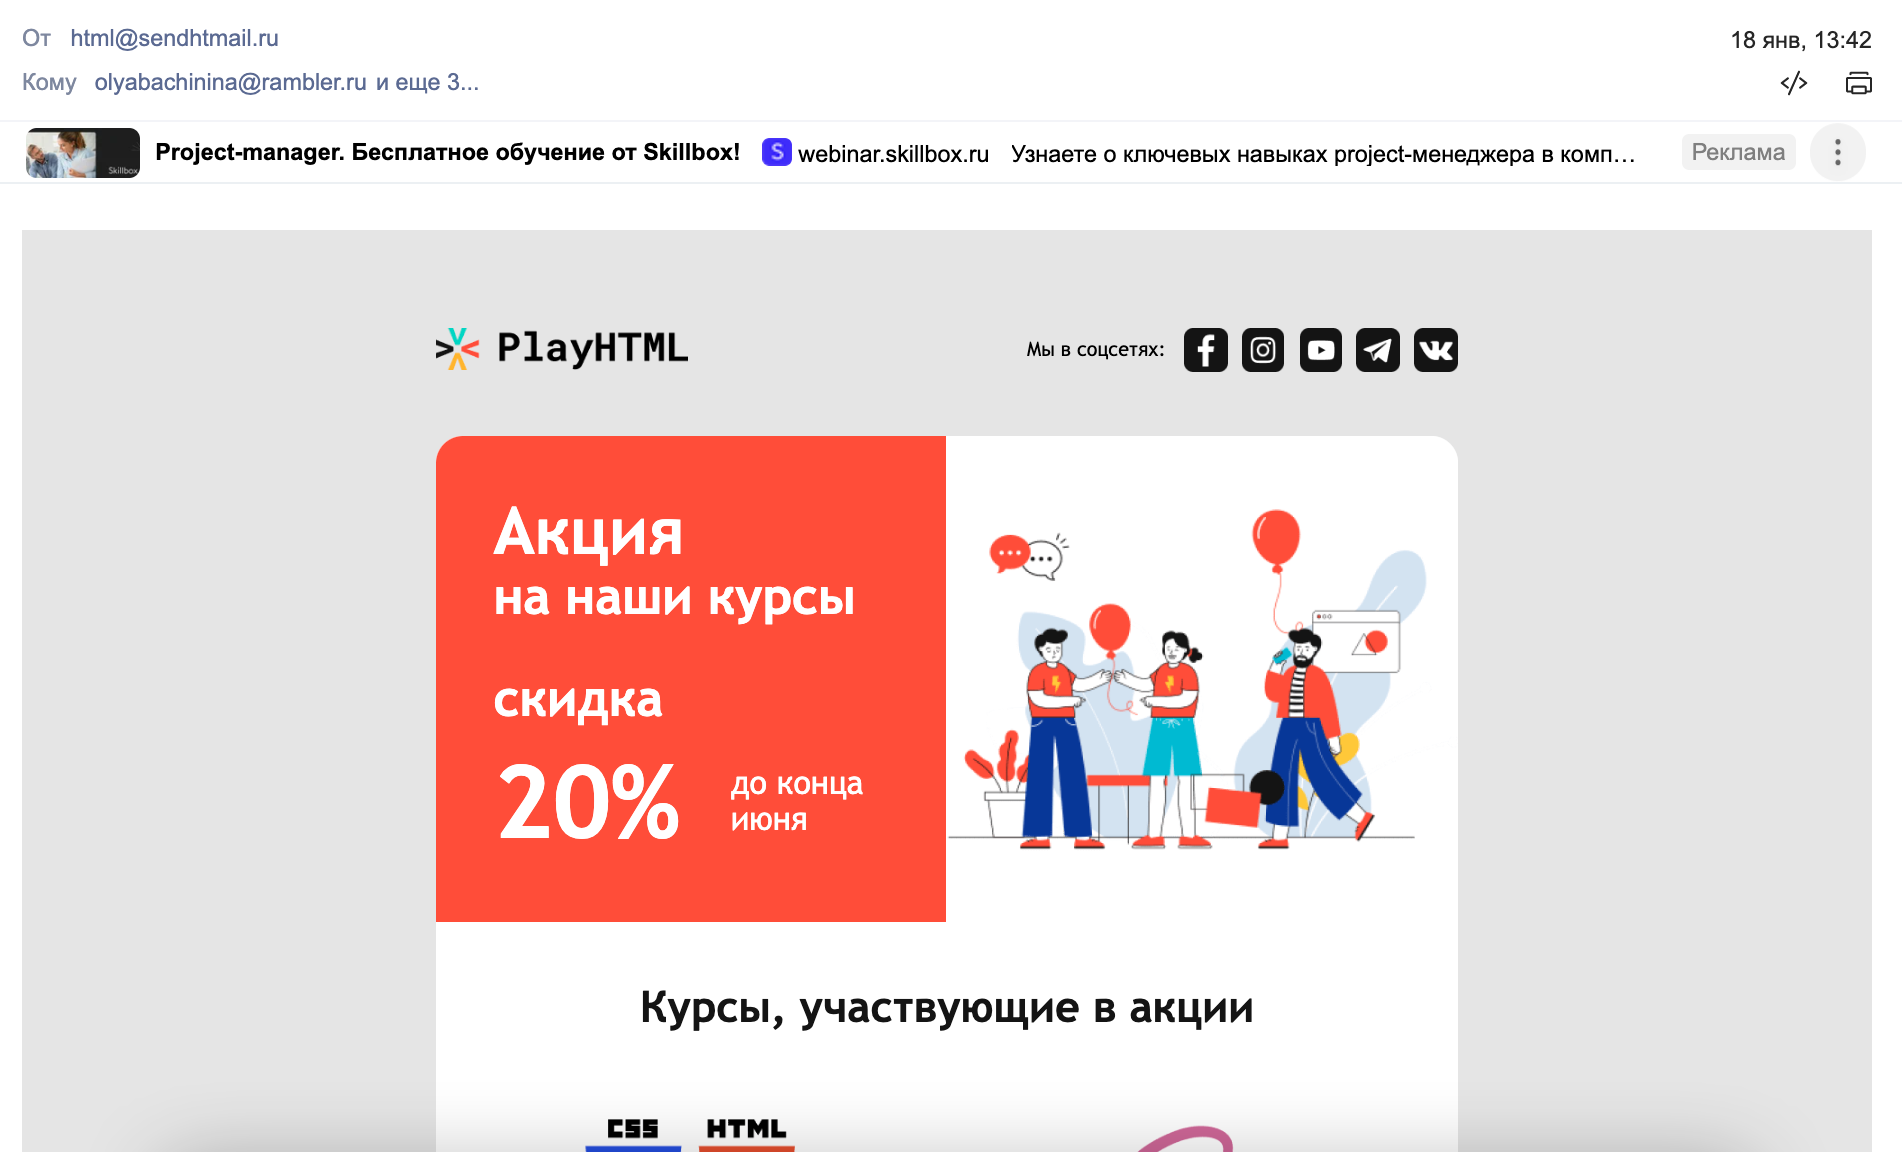 От html@sendhtmail.ru
18 янв, 13:42
Кому olyabachinina@rambler.ru и еще 3...
</>
Skillbox
Project-manager. Бесплатное обучение от Skillbox! S webinar.skillbox.ru Узнаете о ключевых навыках project-менеджера в комп... Реклама
PlayHTML
Мы в соцсетях:
Акция
на наши курсы
скидка
20%
до конца
июня
Курсы, участвующие в акции
CSS HTML